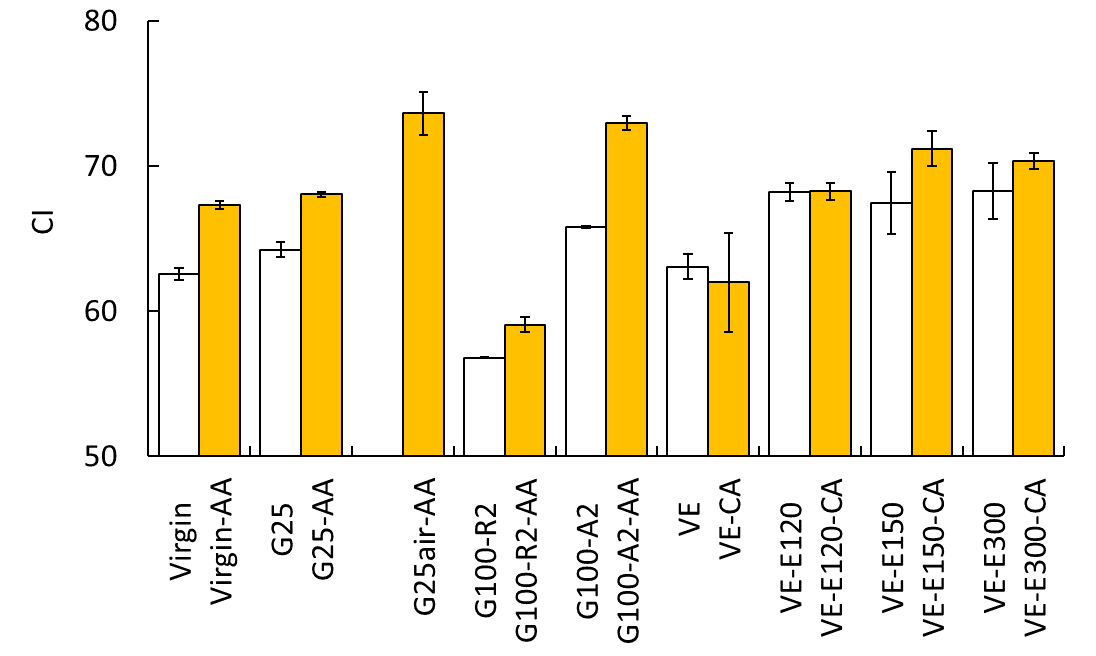 80
70
60
50
CI
Virgin
Virgin-AA
G25
G25-AA
G25air-AA
G100-R2
G100-R2-AA
G100-A2
G100-A2-AA
VE
VE-CA
VE-E120
VE-E120-CA
VE-E150
VE-E150-CA
VE-E300
VE-E300-CA